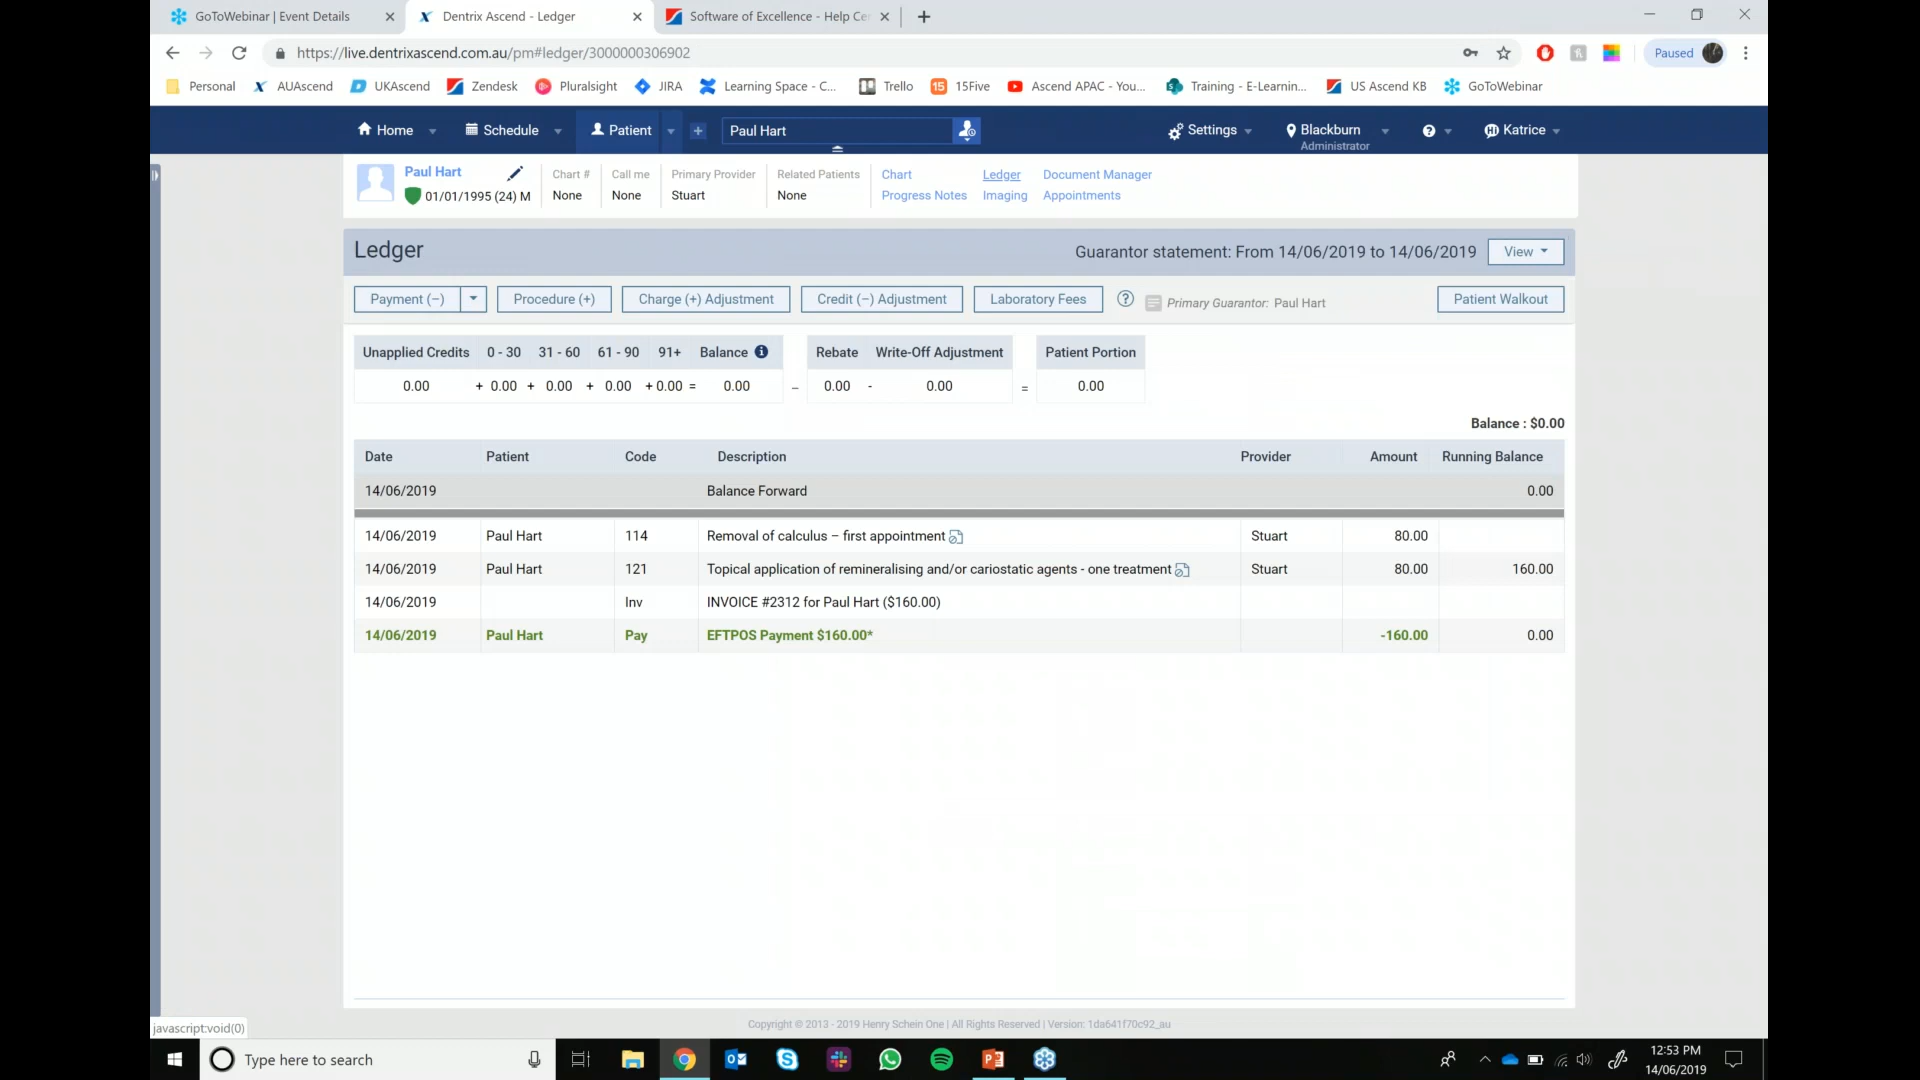 GoToWebinar | Event Details
Dentrix Ascend - Ledger
Software of Excellence - Help Ce
https://live.dentrixascend.com.au/pm#ledger/3000000306902
Paused
Personal AUAscend UKAscend Zendesk Pluralsight JIRA Learning Space - C... Trello 15Five Ascend APAC - You... Training - E-Learnin... US Ascend KB GoToWebinar
Home Schedule Patient + Paul Hart Settings Blackburn ? Katrice
Administrator
Paul Hart Chart # Call me Primary Provider Related Patients Chart Ledger Document Manager
01/01/1995 (24) M None None Stuart None Progress Notes Imaging Appointments
Ledger Guarantor statement: From 14/06/2019 to 14/06/2019 View
Payment (−) Procedure (+) Charge (+) Adjustment Credit (−) Adjustment Laboratory Fees ? Primary Guarantor: Paul Hart Patient Walkout
Unapplied Credits 0 - 30 31 - 60 61 - 90 91+ Balance Rebate Write-Off Adjustment Patient Portion
0.00 + 0.00 + 0.00 + 0.00 + 0.00 = 0.00 − 0.00 - 0.00 = 0.00
Balance : $0.00
Date Patient Code Description Provider Amount Running Balance
14/06/2019 Balance Forward 0.00
14/06/2019 Paul Hart 114 Removal of calculus – first appointment Stuart 80.00
14/06/2019 Paul Hart 121 Topical application of remineralising and/or cariostatic agents - one treatment Stuart 80.00 160.00
14/06/2019 Inv INVOICE #2312 for Paul Hart ($160.00)
14/06/2019 Paul Hart Pay EFTPOS Payment $160.00* -160.00 0.00
Copyright © 2013 - 2019 Henry Schein One | All Rights Reserved | Version: 1da641f70c92_au
javascript:void(0)
Type here to search
12:53 PM
14/06/2019